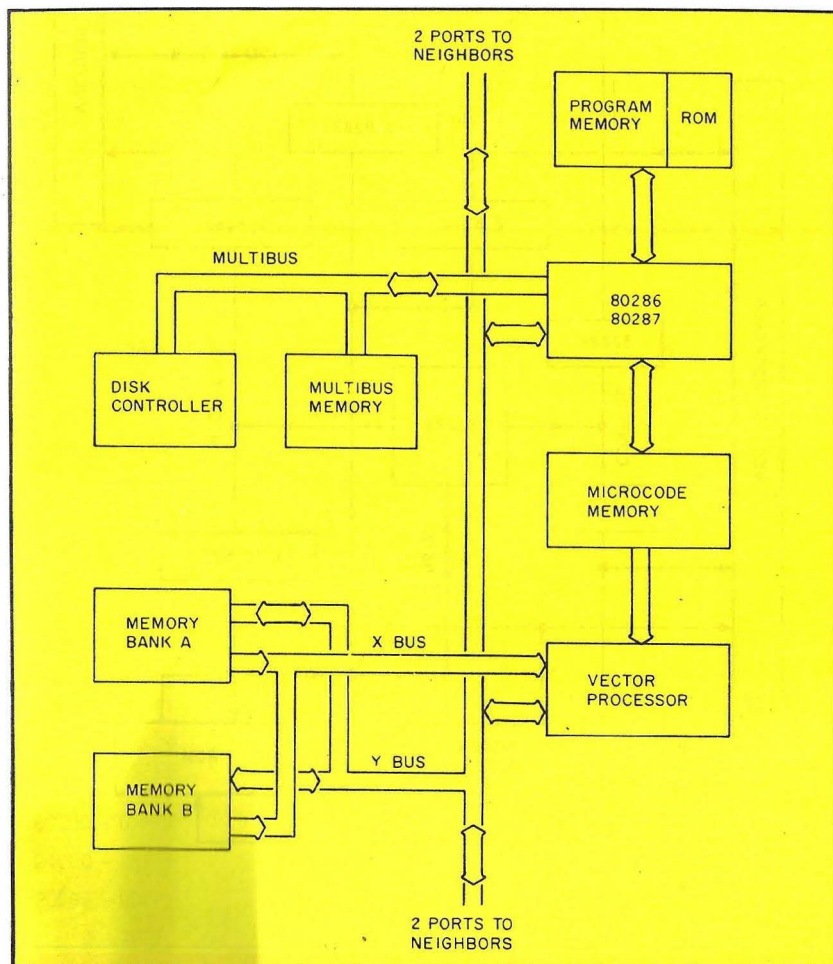 2 PORTS TO
NEIGHBORS
PROGRAM
MEMORY
ROM
MULTIBUS
80286
80287
DISK
CONTROLLER
MULTIBUS
MEMORY
MICROCODE
MEMORY
MEMORY
BANK A
X BUS
VECTOR
PROCESSOR
Y BUS
MEMORY
BANK B
2 PORTS TO
NEIGHBORS